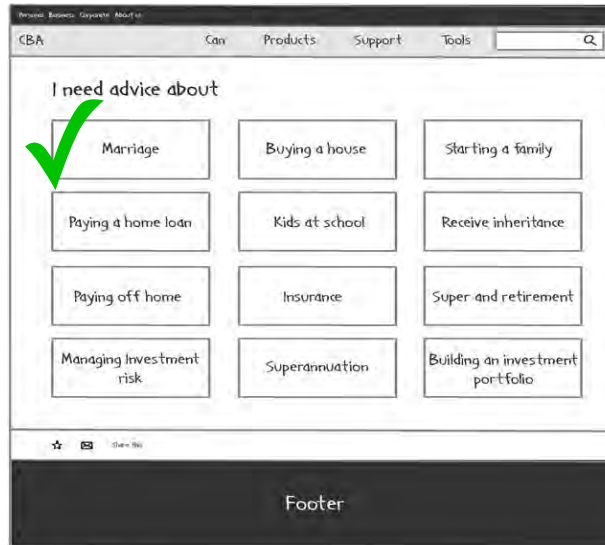 Personal Business Corporate About us
CBA Can Products Support Tools
I need advice about
Marriage Buying a house Starting a family
Paying a home loan Kids at school Receive inheritance
Paying off home Insurance Super and retirement
Managing Investment
risk
Superannuation
Building an investment
portfolio
Share this
Footer